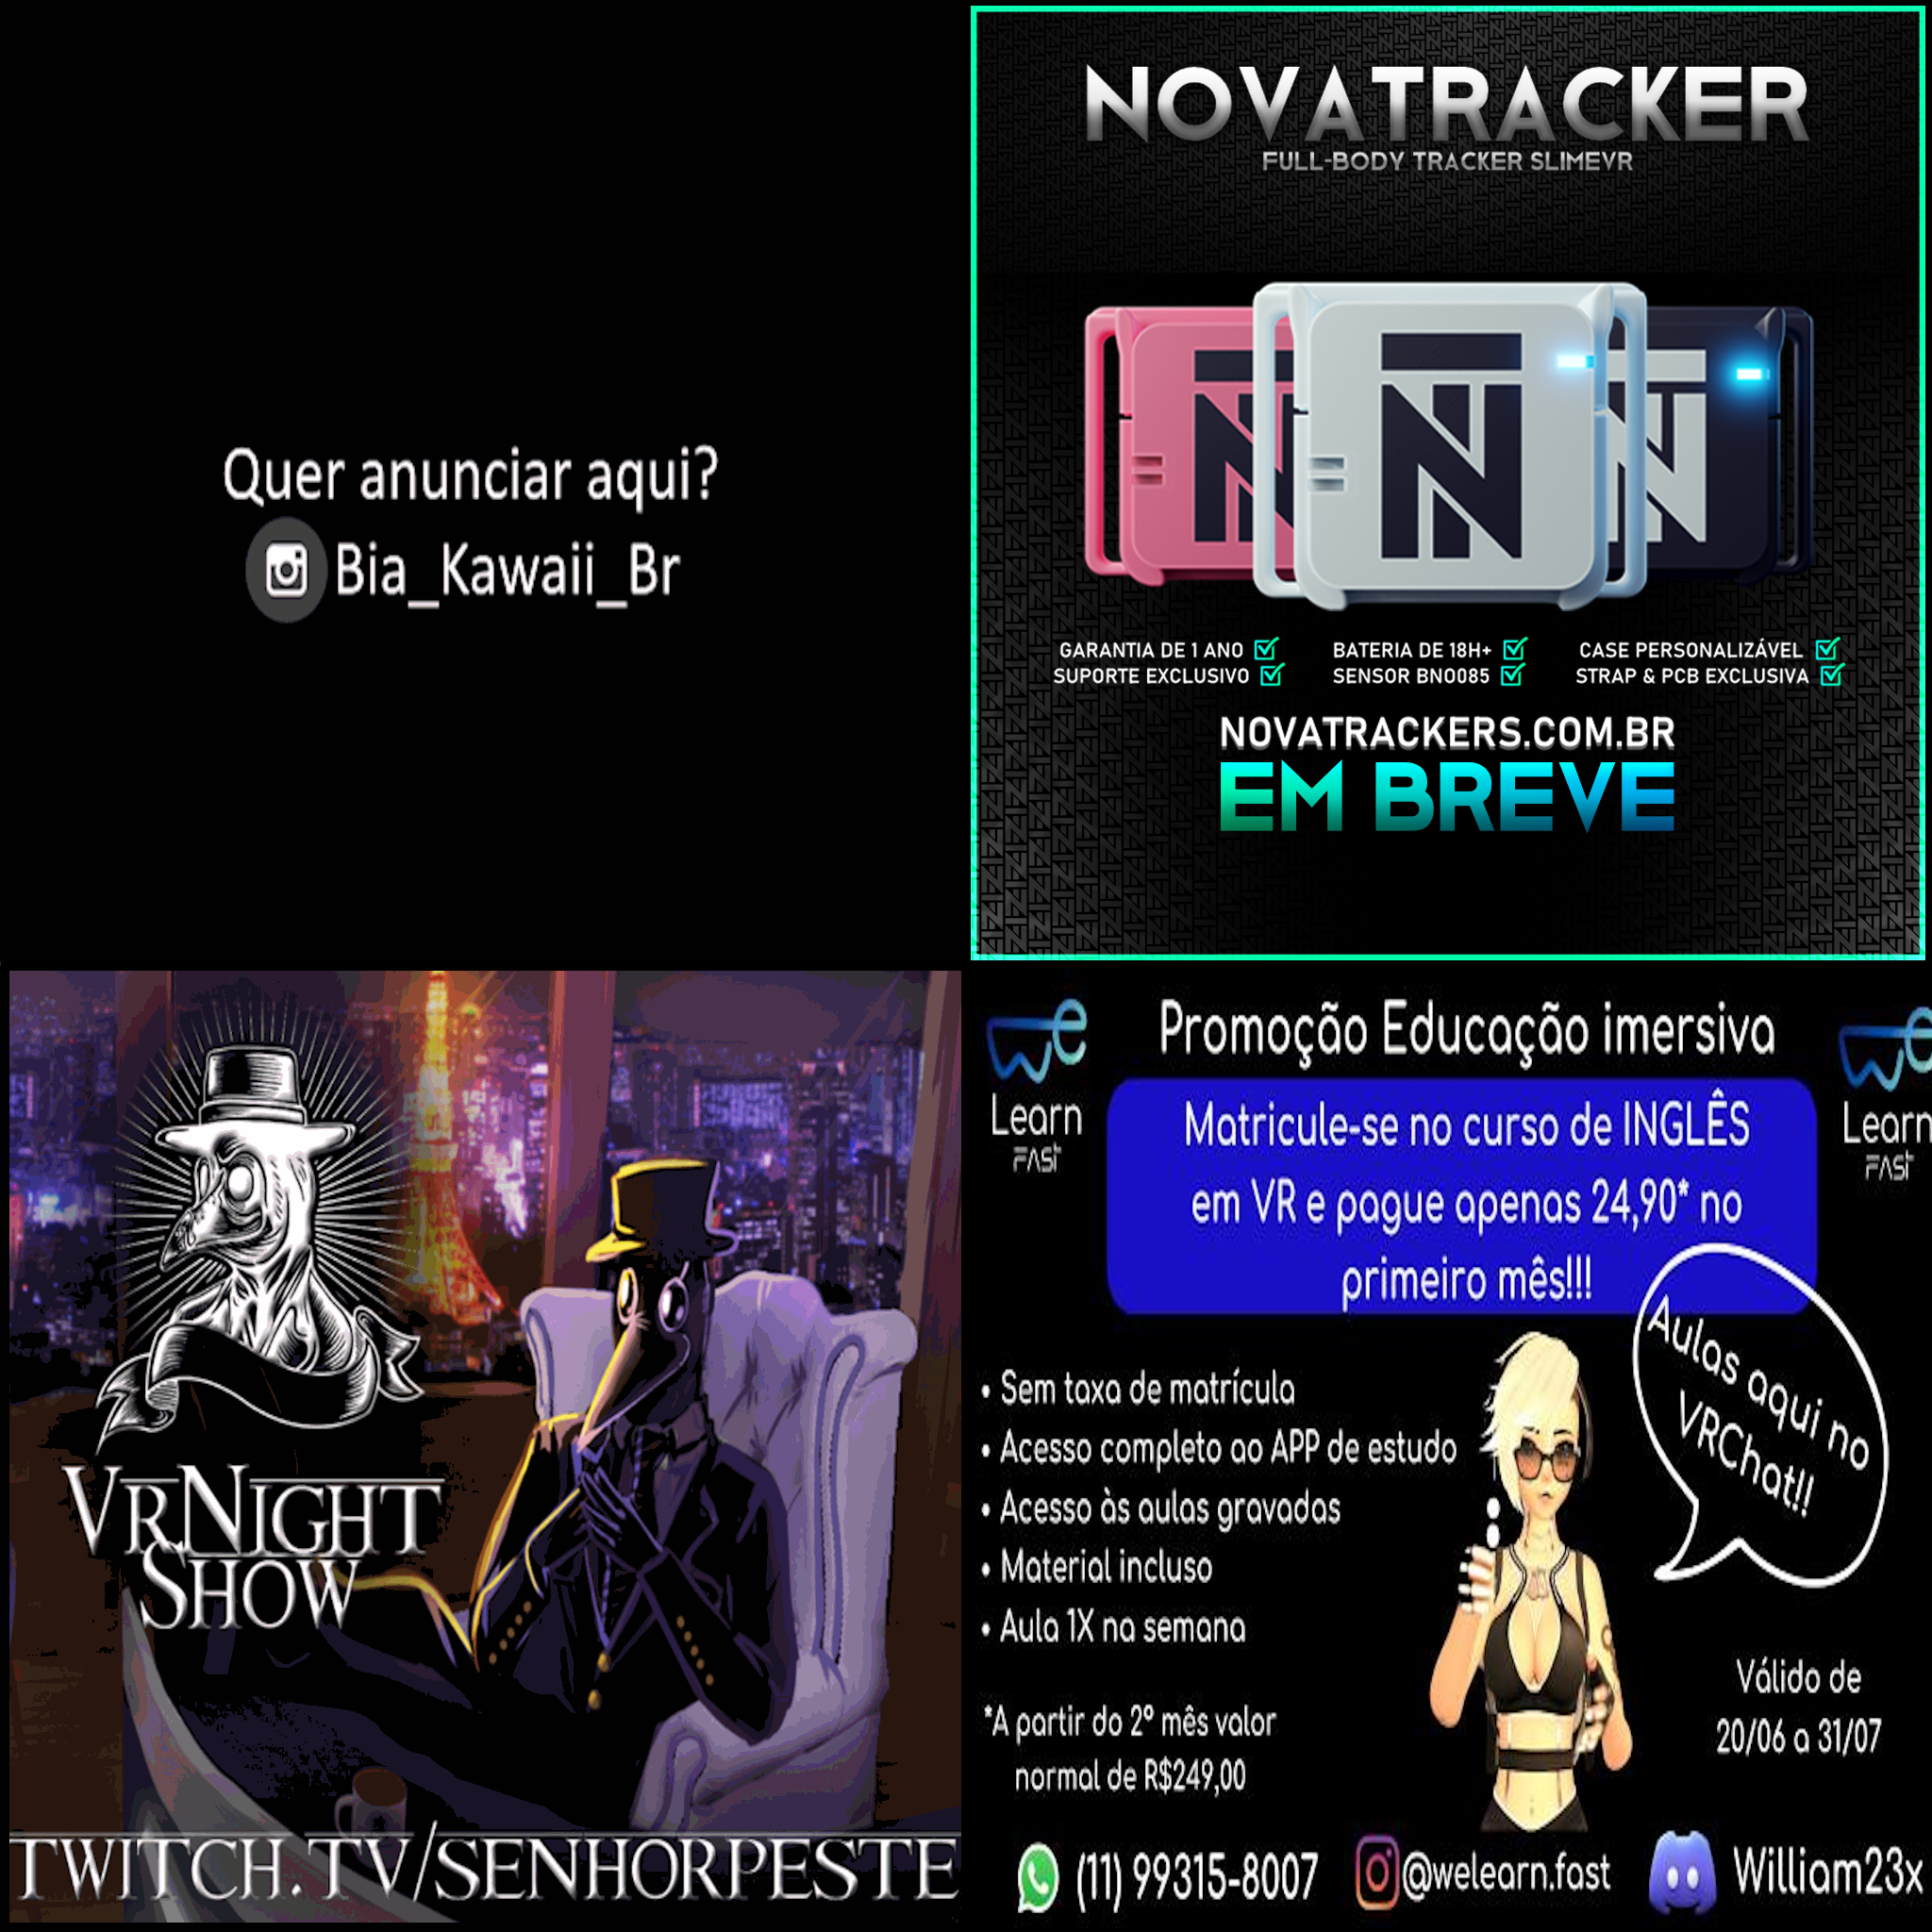 Quer anunciar aqui?
Bia_Kawaii_Br
NOVATRACKER
FULL-BODY TRACKER SLIMEVR
GARANTIA DE 1 ANO
SUPORTE EXCLUSIVO
BATERIA DE 18H+
SENSOR BNO085
CASE PERSONALIZÁVEL
STRAP & PCB EXCLUSIVA
NOVATRACKERS.COM.BR
EM BREVE
VRNIGHT
SHOW
TWITCH.TV/SENHORPESTE
we
Learn
FAST
Promoção Educação imersiva
we
Learn
FAST
Matricule-se no curso de INGLÊS
em VR e pague apenas 24,90* no
primeiro mês!!!
Aulas aqui no
VRChat!!
• Sem taxa de matrícula
• Acesso completo ao APP de estudo
• Acesso às aulas gravadas
• Material incluso
• Aula 1X na semana
*A partir do 2º mês valor
normal de R$249,00
Válido de
20/06 a 31/07
(11) 99315-8007
@welearn.fast
William23x